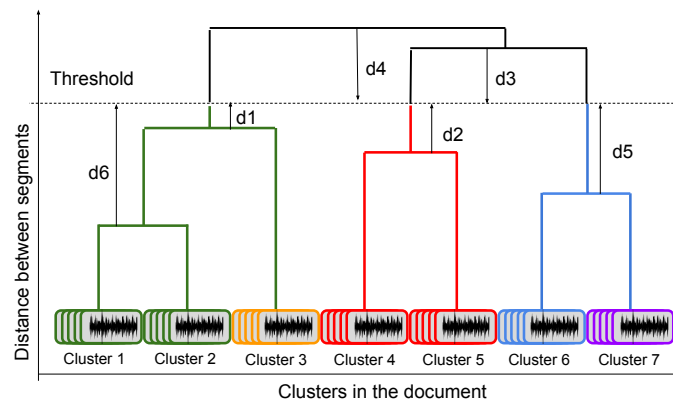 Threshold
d4
d3
d1
d2
d6
d5
Distance between segments
Cluster 1
Cluster 2
Cluster 3
Cluster 4
Cluster 5
Cluster 6
Cluster 7
Clusters in the document